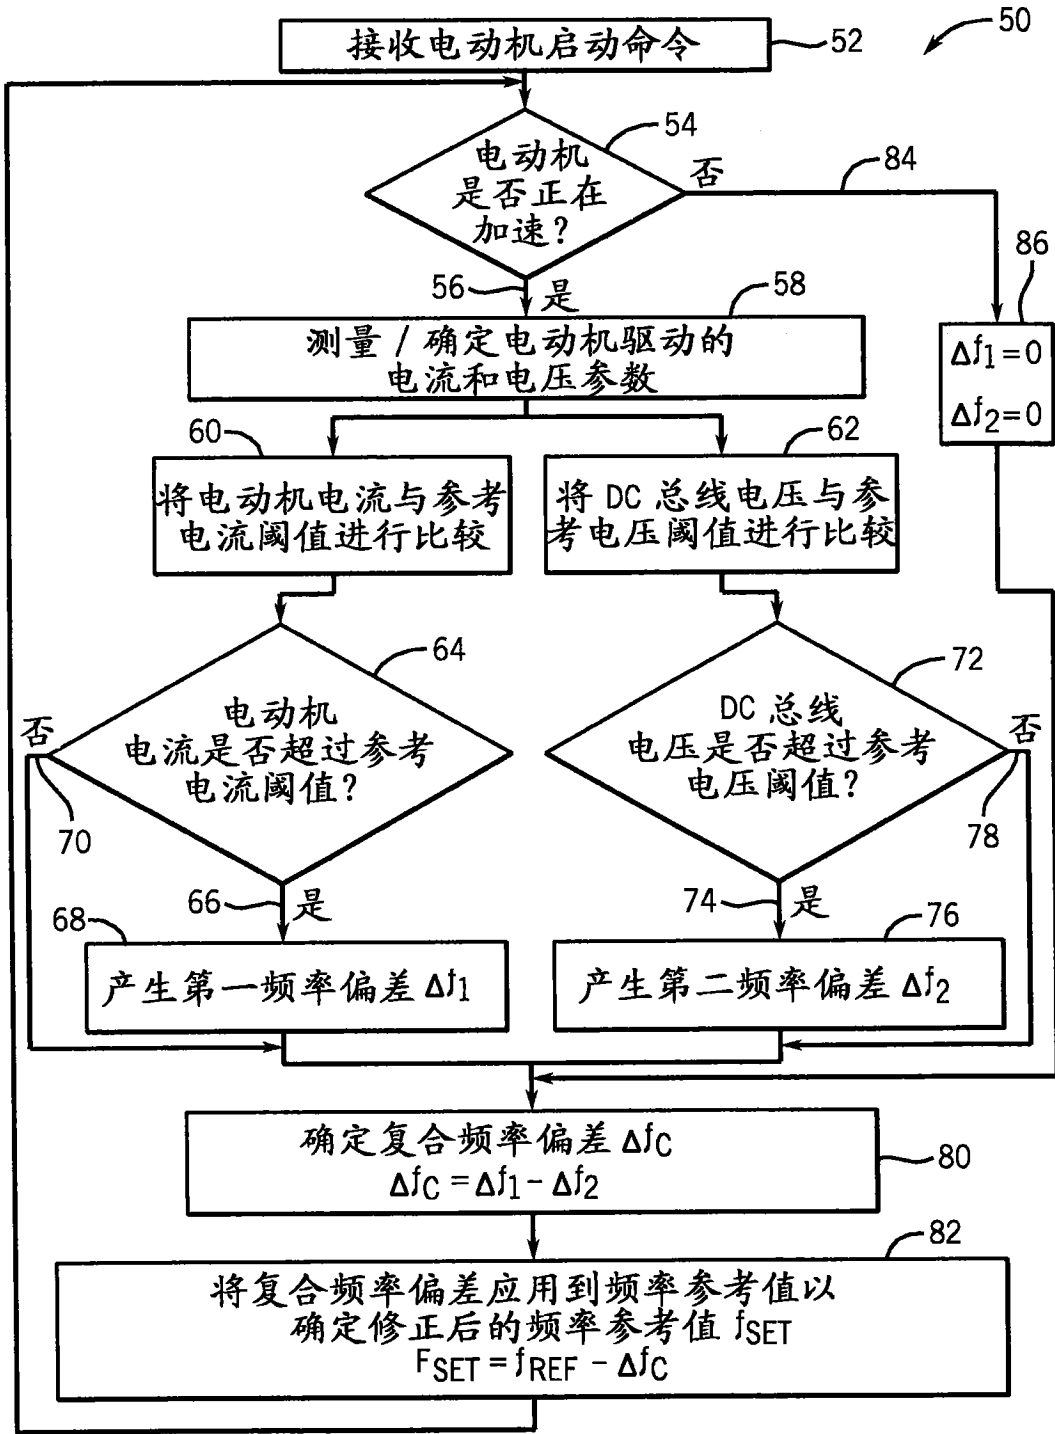 50
接收电动机启动命令
52
54
电动机
是否正在
加速?
否
84
86
56
是
58
Δf1=0
Δf2=0
测量/确定电动机驱动的
电流和电压参数
60
62
将电动机电流与参考
电流阈值进行比较
将DC总线电压与参
考电压阈值进行比较
64
72
否
电动机
电流是否超过参考
电流阈值?
DC总线
电压是否超过参考
电压阈值?
否
70
78
66
是
74
是
68
76
产生第一频率偏差 Δf1
产生第二频率偏差 Δf2
确定复合频率偏差 ΔfC
ΔfC=Δf1-Δf2
80
82
将复合频率偏差应用到频率参考值以
确定修正后的频率参考值 fSET
FSET=fREF-ΔfC